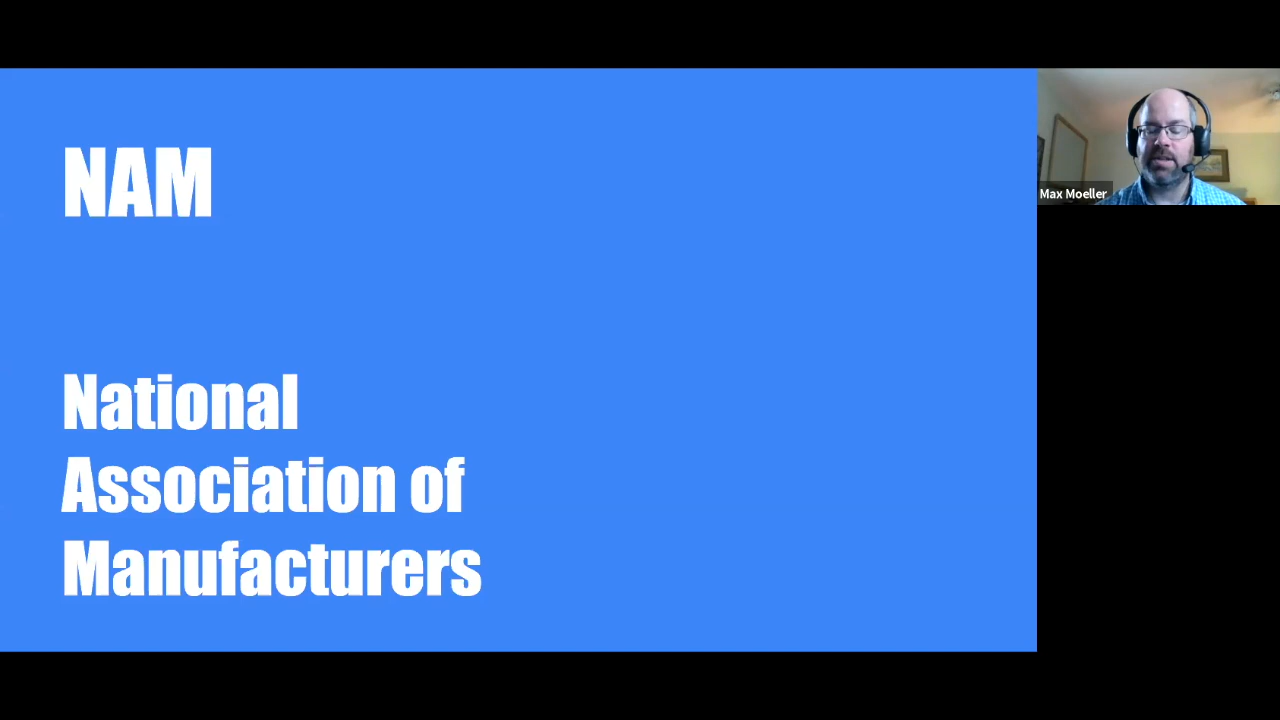 NAM
National
Association of
Manufacturers
Max Moeller